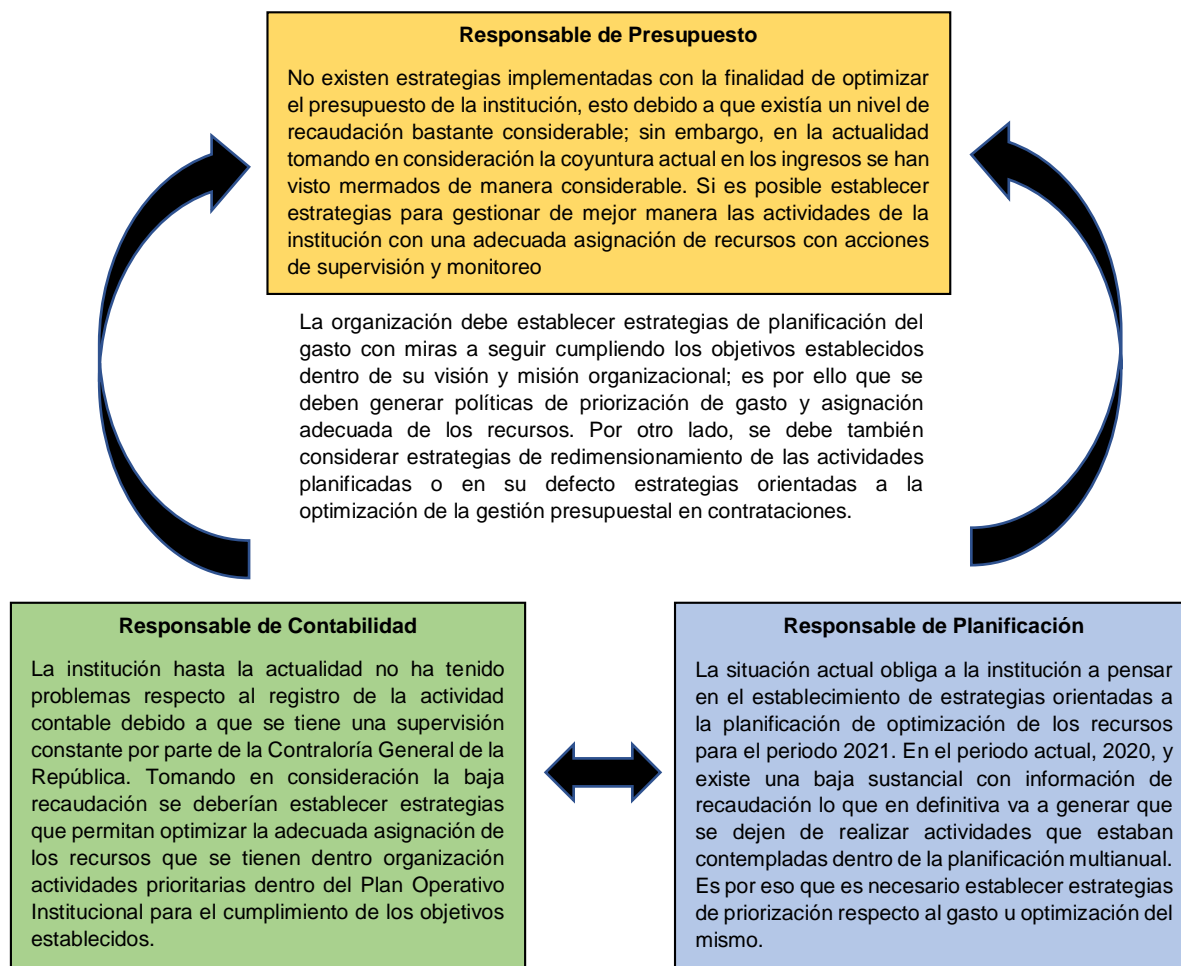 Responsable de Presupuesto
No existen estrategias implementadas con la finalidad de optimizar
el presupuesto de la institución, esto debido a que existía un nivel de
recaudación bastante considerable; sin embargo, en la actualidad
tomando en consideración la coyuntura actual en los ingresos se han
visto mermados de manera considerable. Si es posible establecer
estrategias para gestionar de mejor manera las actividades de la
institución con una adecuada asignación de recursos con acciones
de supervisión y monitoreo
La organización debe establecer estrategias de planificación del
gasto con miras a seguir cumpliendo los objetivos establecidos
dentro de su visión y misión organizacional; es por ello que se
deben generar políticas de priorización de gasto y asignación
adecuada de los recursos. Por otro lado, se debe también
considerar estrategias de redimensionamiento de las actividades
planificadas o en su defecto estrategias orientadas a la
optimización de la gestión presupuestal en contrataciones.
Responsable de Contabilidad
La institución hasta la actualidad no ha tenido
problemas respecto al registro de la actividad
contable debido a que se tiene una supervisión
constante por parte de la Contraloría General de la
República. Tomando en consideración la baja
recaudación se deberían establecer estrategias
que permitan optimizar la adecuada asignación de
los recursos que se tienen dentro organización
actividades prioritarias dentro del Plan Operativo
Institucional para el cumplimiento de los objetivos
establecidos.
Responsable de Planificación
La situación actual obliga a la institución a pensar
en el establecimiento de estrategias orientadas a
la planificación de optimización de los recursos
para el periodo 2021. En el periodo actual, 2020, y
existe una baja sustancial con información de
recaudación lo que en definitiva va a generar que
se dejen de realizar actividades que estaban
contempladas dentro de la planificación multianual.
Es por eso que es necesario establecer estrategias
de priorización respecto al gasto u optimización del
mismo.